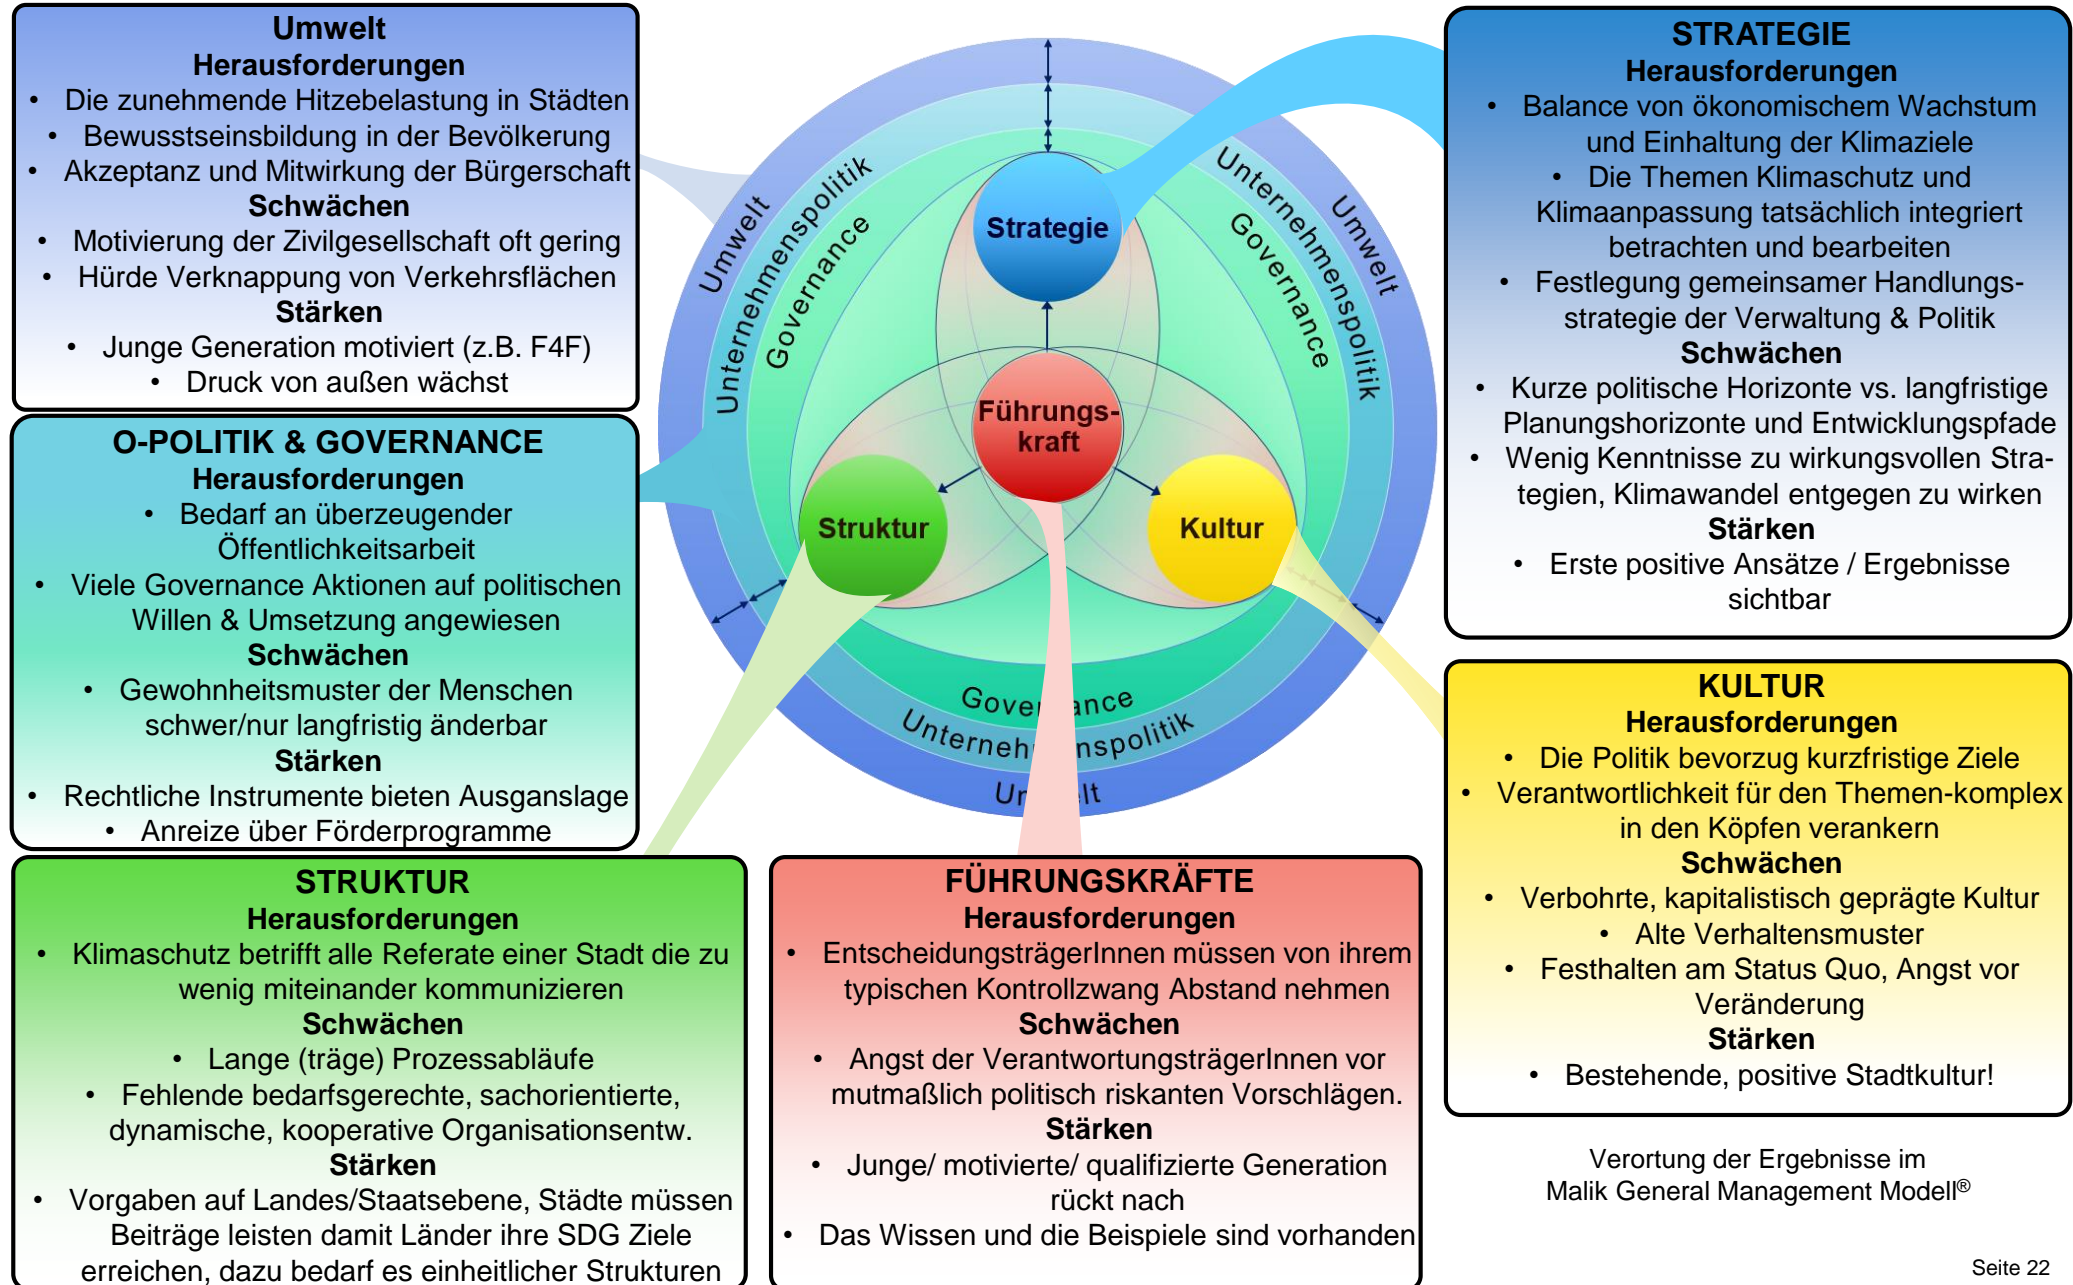 Umwelt
Herausforderungen
• Die zunehmende Hitzebelastung in Städten
• Bewusstseinsbildung in der Bevölkerung
• Akzeptanz und Mitwirkung der Bürgerschaft
Schwächen
• Motivierung der Zivilgesellschaft oft gering
• Hürde Verknappung von Verkehrsflächen
Stärken
• Junge Generation motiviert (z.B. F4F)
• Druck von außen wächst
O-POLITIK & GOVERNANCE
Herausforderungen
• Bedarf an überzeugender
Öffentlichkeitsarbeit
• Viele Governance Aktionen auf politischen
Willen & Umsetzung angewiesen
Schwächen
• Gewohnheitsmuster der Menschen
schwer/nur langfristig änderbar
Stärken
• Rechtliche Instrumente bieten Ausganslage
• Anreize über Förderprogramme
STRUKTUR
Herausforderungen
• Klimaschutz betrifft alle Referate einer Stadt die zu
wenig miteinander kommunizieren
Schwächen
• Lange (träge) Prozessabläufe
• Fehlende bedarfsgerechte, sachorientierte,
dynamische, kooperative Organisationsentw.
Stärken
• Vorgaben auf Landes/Staatsebene, Städte müssen
Beiträge leisten damit Länder ihre SDG Ziele
erreichen, dazu bedarf es einheitlicher Strukturen
Umwelt
Unternehmenspolitik
Governance
Umwelt
Unternehmenspolitik
Governance
Strategie
Führungs-
kraft
Struktur
Kultur
Gove ance
Unterneh nspolitik
Um lt
FÜHRUNGSKRÄFTE
Herausforderungen
• EntscheidungsträgerInnen müssen von ihrem
typischen Kontrollzwang Abstand nehmen
Schwächen
• Angst der VerantwortungsträgerInnen vor
mutmaßlich politisch riskanten Vorschlägen.
Stärken
• Junge/ motivierte/ qualifizierte Generation
rückt nach
• Das Wissen und die Beispiele sind vorhanden
STRATEGIE
Herausforderungen
• Balance von ökonomischem Wachstum
und Einhaltung der Klimaziele
• Die Themen Klimaschutz und
Klimaanpassung tatsächlich integriert
betrachten und bearbeiten
• Festlegung gemeinsamer Handlungs-
strategie der Verwaltung & Politik
Schwächen
• Kurze politische Horizonte vs. langfristige
Planungshorizonte und Entwicklungspfade
• Wenig Kenntnisse zu wirkungsvollen Stra-
tegien, Klimawandel entgegen zu wirken
Stärken
• Erste positive Ansätze / Ergebnisse
sichtbar
KULTUR
Herausforderungen
• Die Politik bevorzug kurzfristige Ziele
• Verantwortlichkeit für den Themen-komplex
in den Köpfen verankern
Schwächen
• Verbohrte, kapitalistisch geprägte Kultur
• Alte Verhaltensmuster
• Festhalten am Status Quo, Angst vor
Veränderung
Stärken
• Bestehende, positive Stadtkultur!
Verortung der Ergebnisse im
Malik General Management Modell®
Seite 22